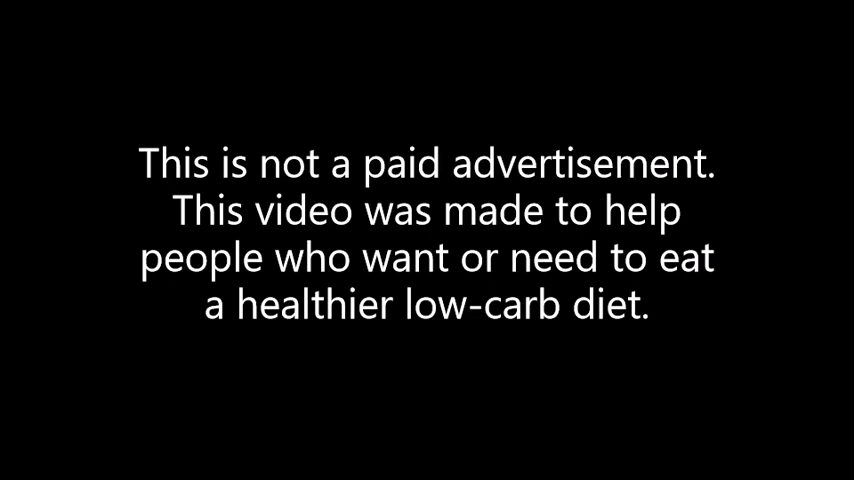 This is not a paid advertisement.
This video was made to help
people who want or need to eat
a healthier low-carb diet.